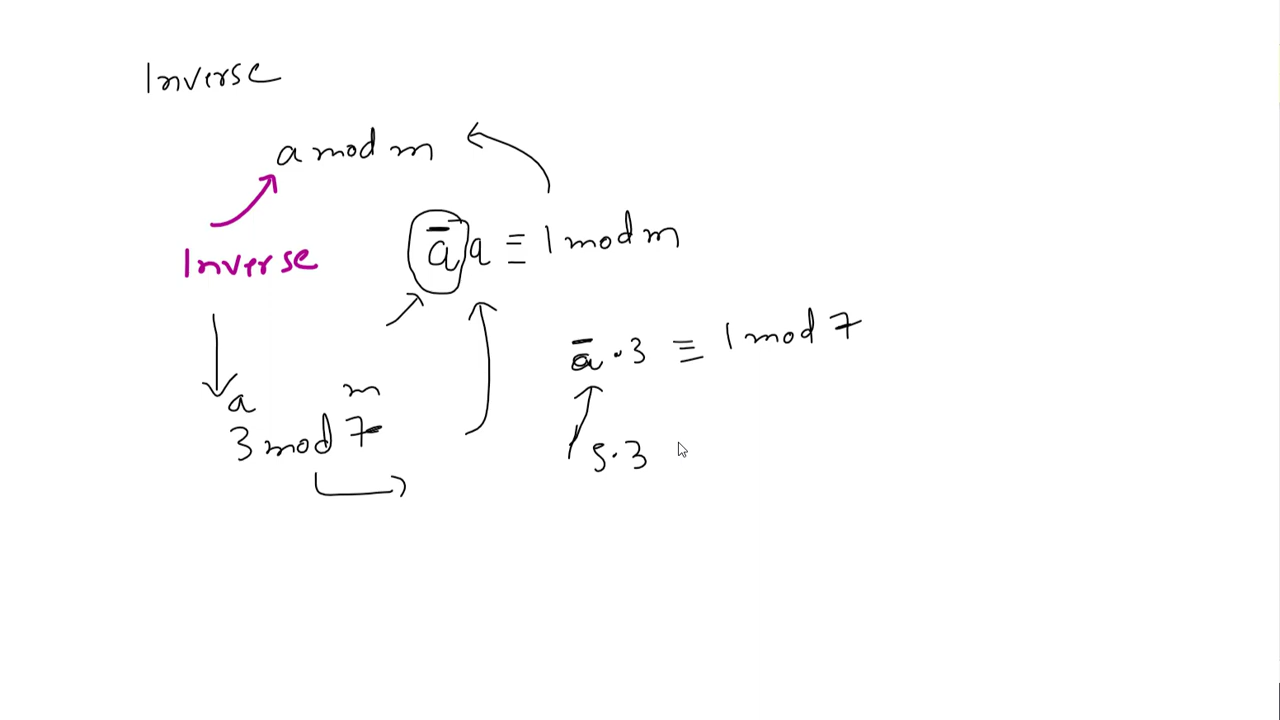 Inverse
a mod m
Inverse
ā a ≡ 1 mod m
ā · 3 ≡ 1 mod 7
a m
3 mod 7
5 · 3